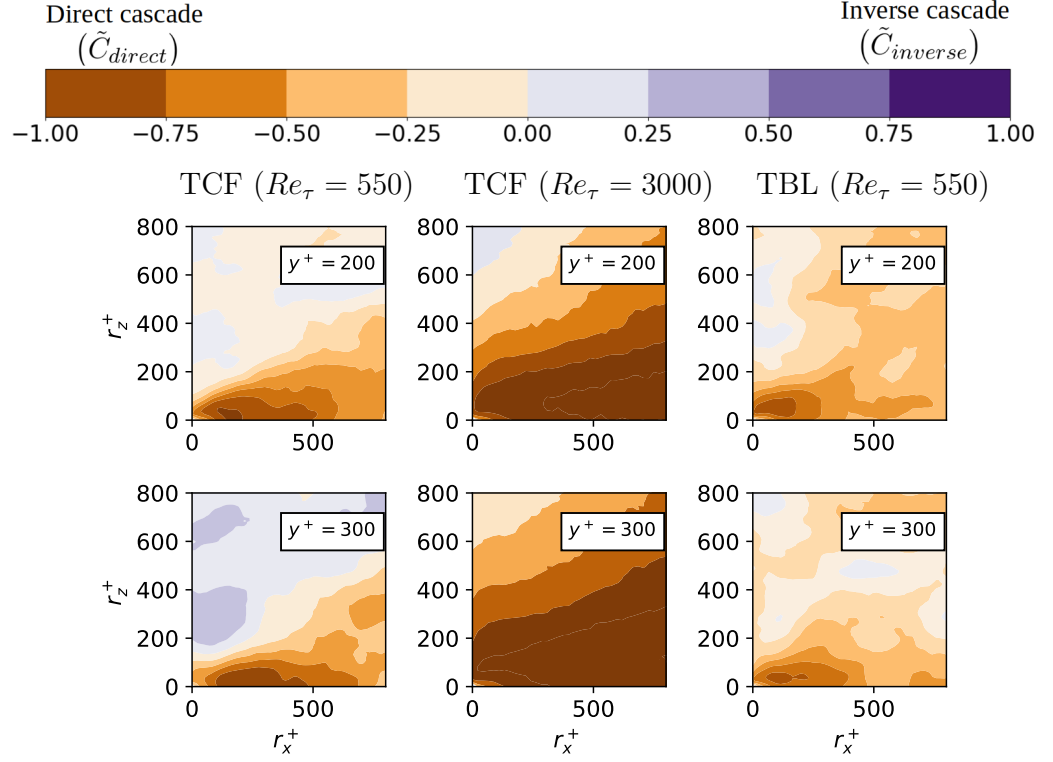 Direct cascade Inverse cascade
(C̃_direct) (C̃_inverse)
−1.00 −0.75 −0.50 −0.25 0.00 0.25 0.50 0.75 1.00
TCF (Re_τ = 550) TCF (Re_τ = 3000) TBL (Re_τ = 550)
800
600
400
200
0
r_z^+
y^+ = 200
0 500
y^+ = 200
800
600
400
200
0
0 500
y^+ = 200
800
600
400
200
0
0 500
800
600
400
200
0
r_z^+
y^+ = 300
0 500
r_x^+
800
600
400
200
0
y^+ = 300
0 500
r_x^+
800
600
400
200
0
y^+ = 300
0 500
r_x^+